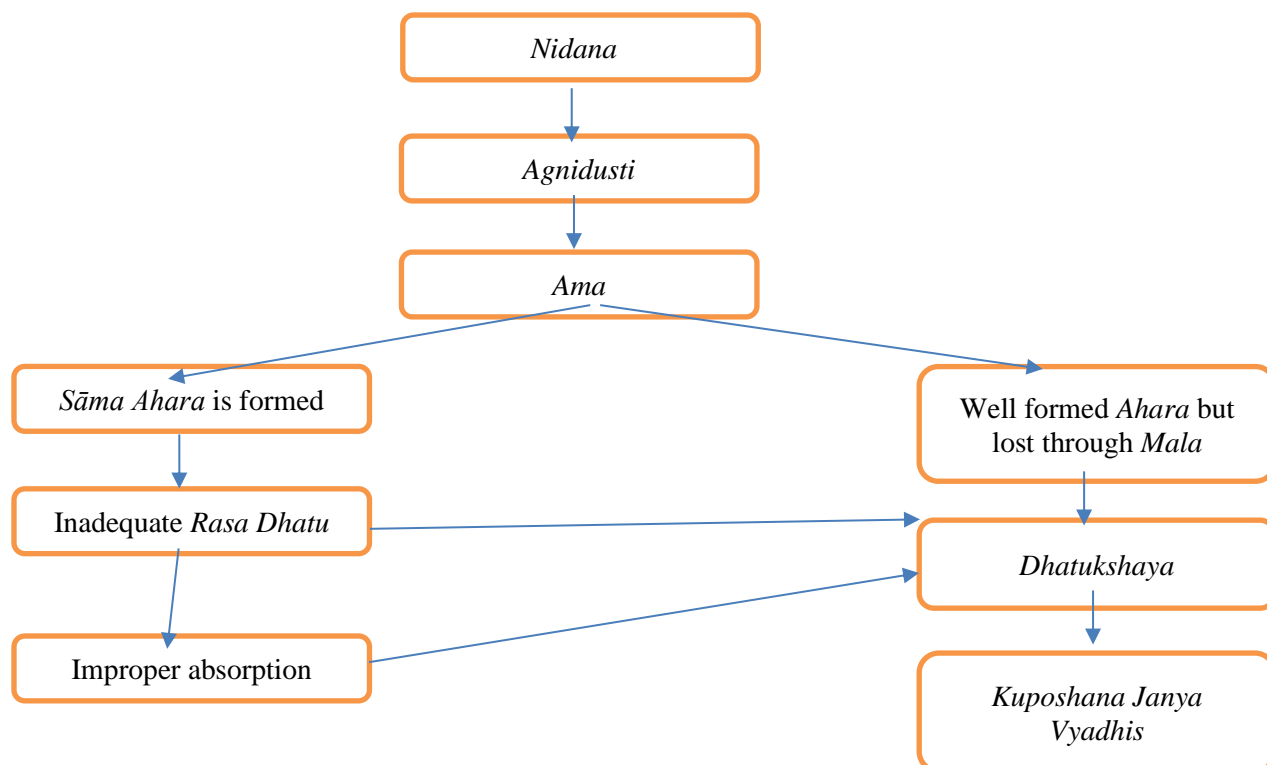 Nidana
Agnidusti
Ama
Sāma Ahara is formed
Well formed Ahara but
lost through Mala
Inadequate Rasa Dhatu
Dhatukshaya
Improper absorption
Kuposhana Janya
Vyadhis